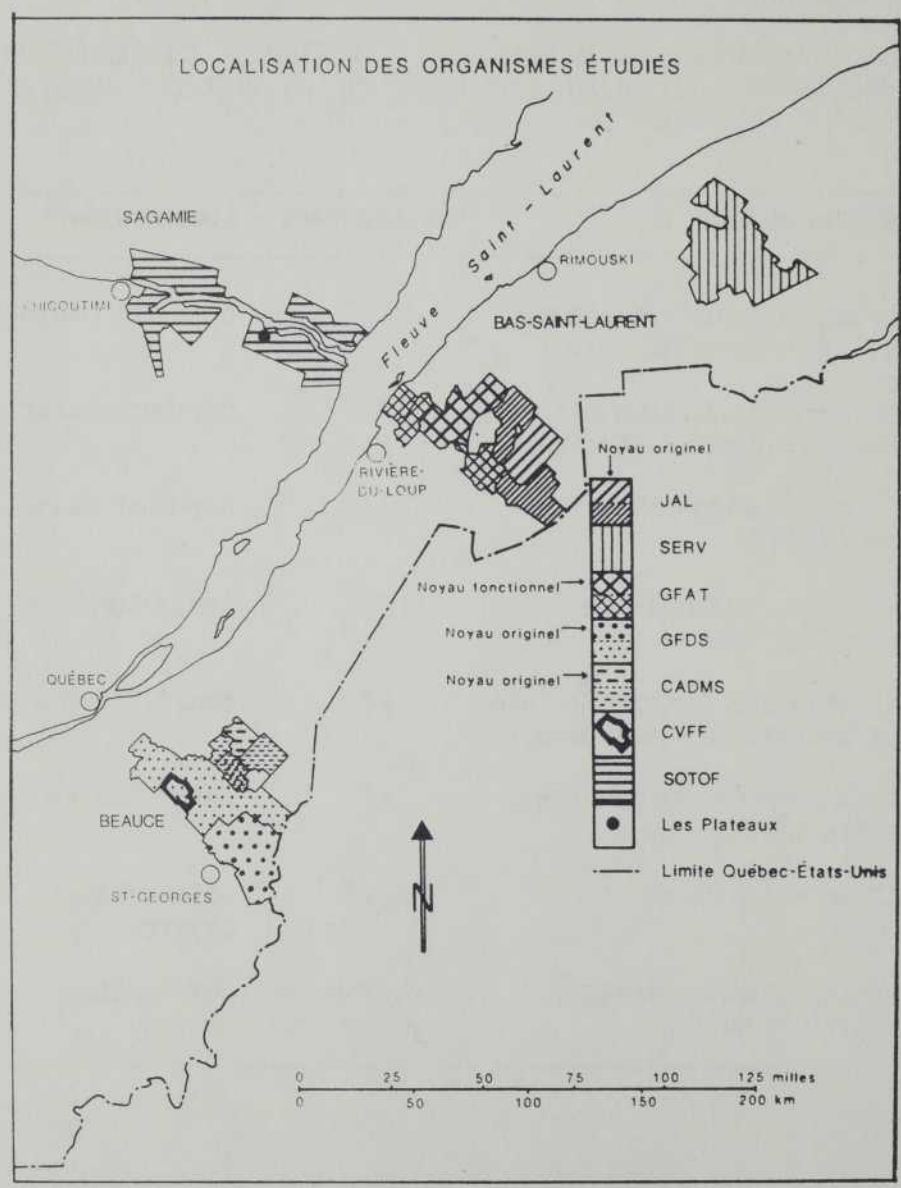 LOCALISATION DES ORGANISMES ÉTUDIÉS
Fleuve Saint-Laurent
SAGAMIE
CHICOUTIMI
RIMOUSKI
BAS-SAINT-LAURENT
RIVIÈRE-
DU-LOUP
QUÉBEC
BEAUCE
ST-GEORGES
Noyau originel
JAL
SERV
Noyau fonctionnel
GFAT
Noyau originel
GFDS
Noyau originel
CADMS
CVFF
SOTOF
Les Plateaux
Limite Québec-États-Unis
N
0 25 50 75 100 125 milles
0 50 100 150 200 km